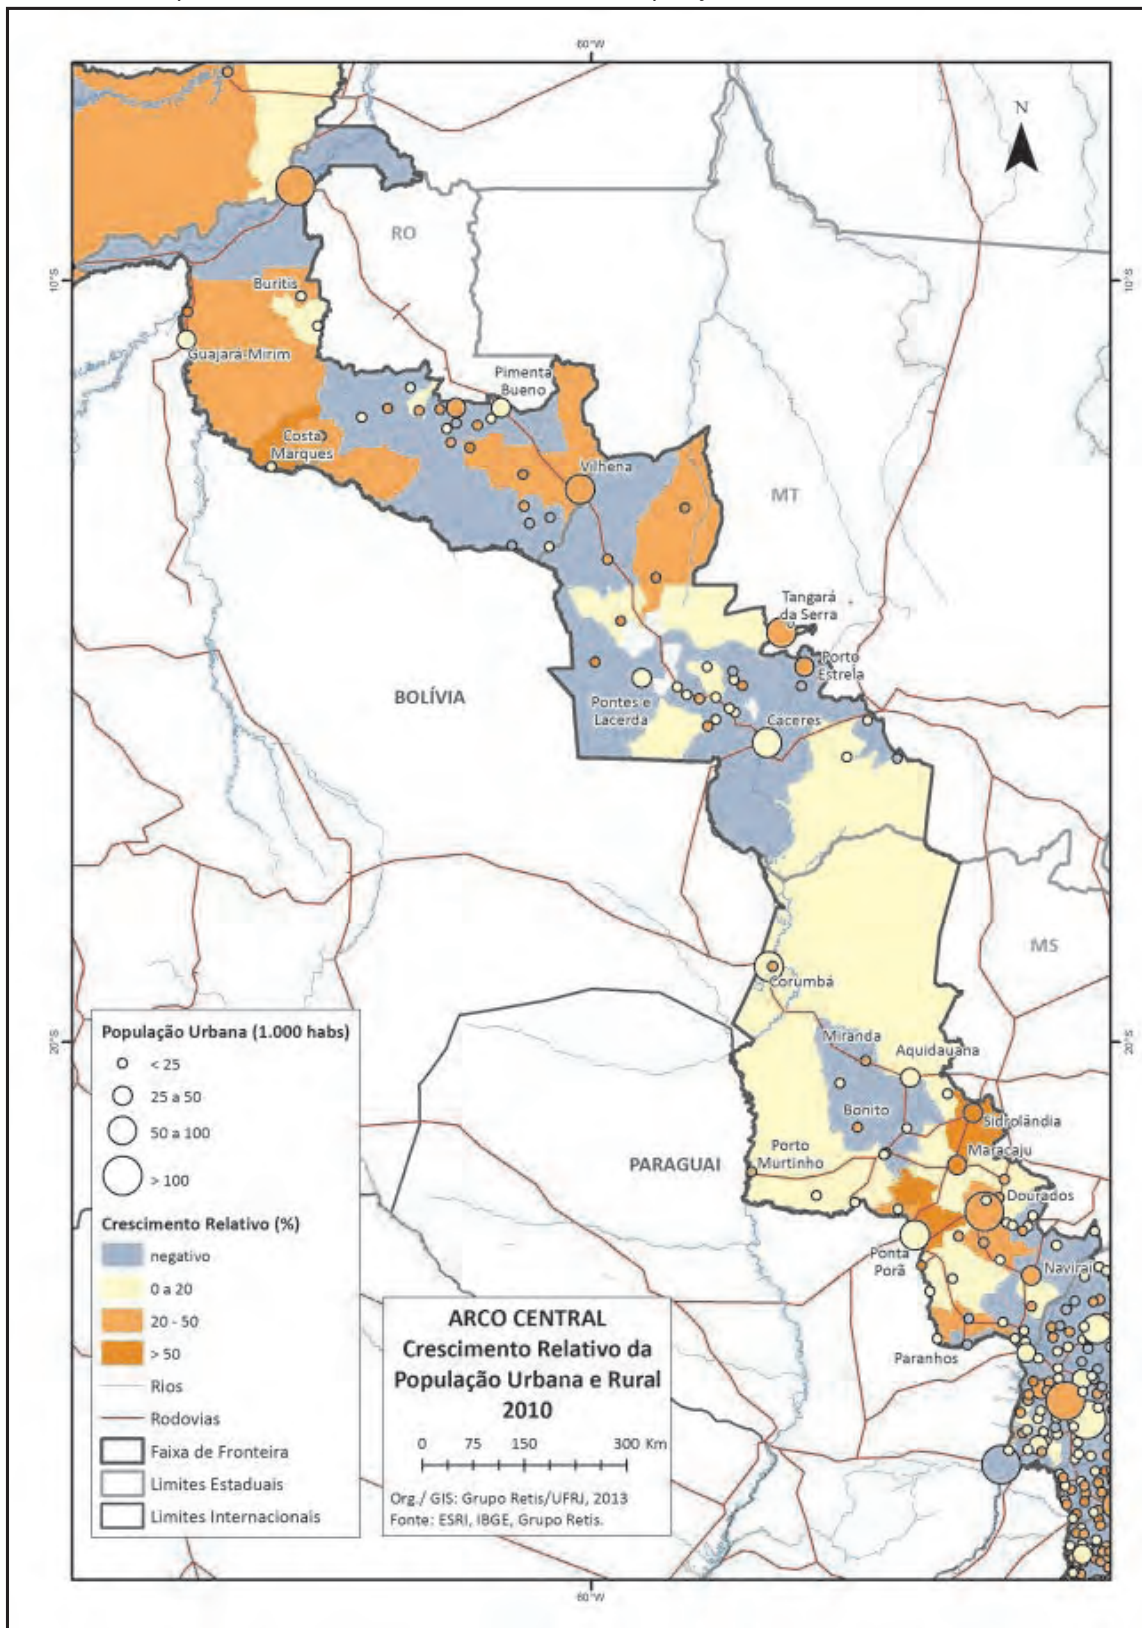 60°W
N
RO
10°S
10°S
Buritis
Guajará-Mirim
Pimenta
Bueno
Costa
Marques
Vilhena
MT
Tangará
da Serra
Porto
Estrela
BOLÍVIA
Pontes e
Lacerda
Cáceres
MS
Corumbá
20°S
20°S
Miranda
Aquidauana
Bonito
Sidrolândia
Maracaju
PARAGUAI
Porto
Murtinho
Dourados
Ponta
Porã
Naviraí
Paranhos
População Urbana (1.000 habs)
< 25
25 a 50
50 a 100
> 100
Crescimento Relativo (%)
negativo
0 a 20
20 - 50
> 50
Rios
Rodovias
Faixa de Fronteira
Limites Estaduais
Limites Internacionais
ARCO CENTRAL
Crescimento Relativo da
População Urbana e Rural
2010
0 75 150 300 Km
Org./ GIS: Grupo Retis/UFRJ, 2013
Fonte: ESRI, IBGE, Grupo Retis.
60°W